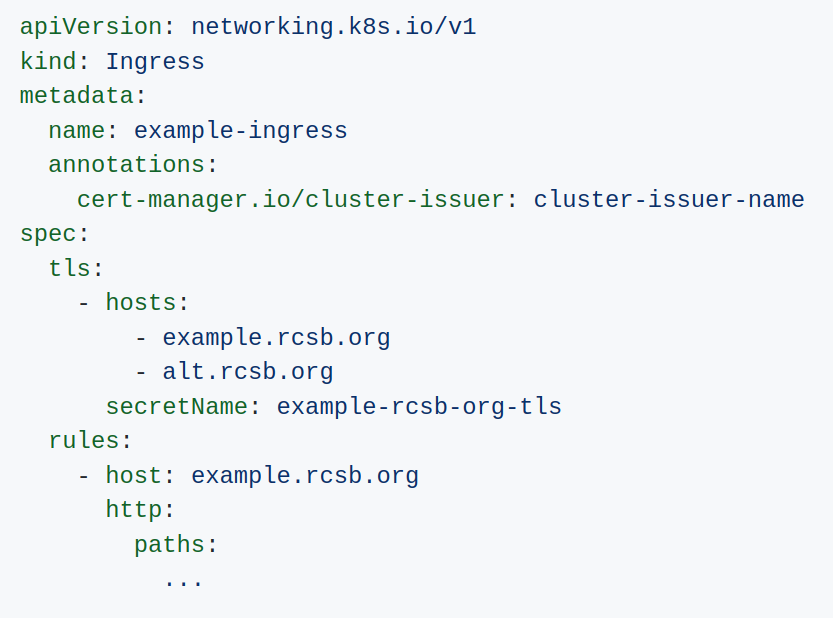 apiVersion: networking.k8s.io/v1
kind: Ingress
metadata:
  name: example-ingress
  annotations:
    cert-manager.io/cluster-issuer: cluster-issuer-name
spec:
  tls:
    - hosts:
        - example.rcsb.org
        - alt.rcsb.org
      secretName: example-rcsb-org-tls
  rules:
    - host: example.rcsb.org
      http:
        paths:
          ...